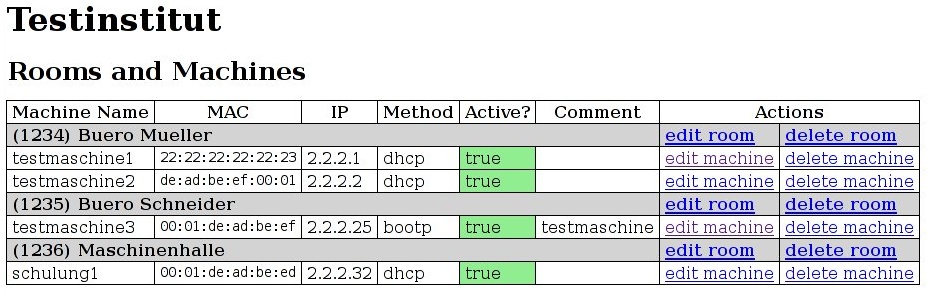 Testinstitut
Rooms and Machines
Machine Name MAC IP Method Active? Comment Actions
(1234) Buero Mueller edit room delete room
testmaschine1 22:22:22:22:22:23 2.2.2.1 dhcp true edit machine delete machine
testmaschine2 de:ad:be:ef:00:01 2.2.2.2 dhcp true edit machine delete machine
(1235) Buero Schneider edit room delete room
testmaschine3 00:01:de:ad:be:ef 2.2.2.25 bootp true testmaschine edit machine delete machine
(1236) Maschinenhalle edit room delete room
schulung1 00:01:de:ad:be:ed 2.2.2.32 dhcp true edit machine delete machine